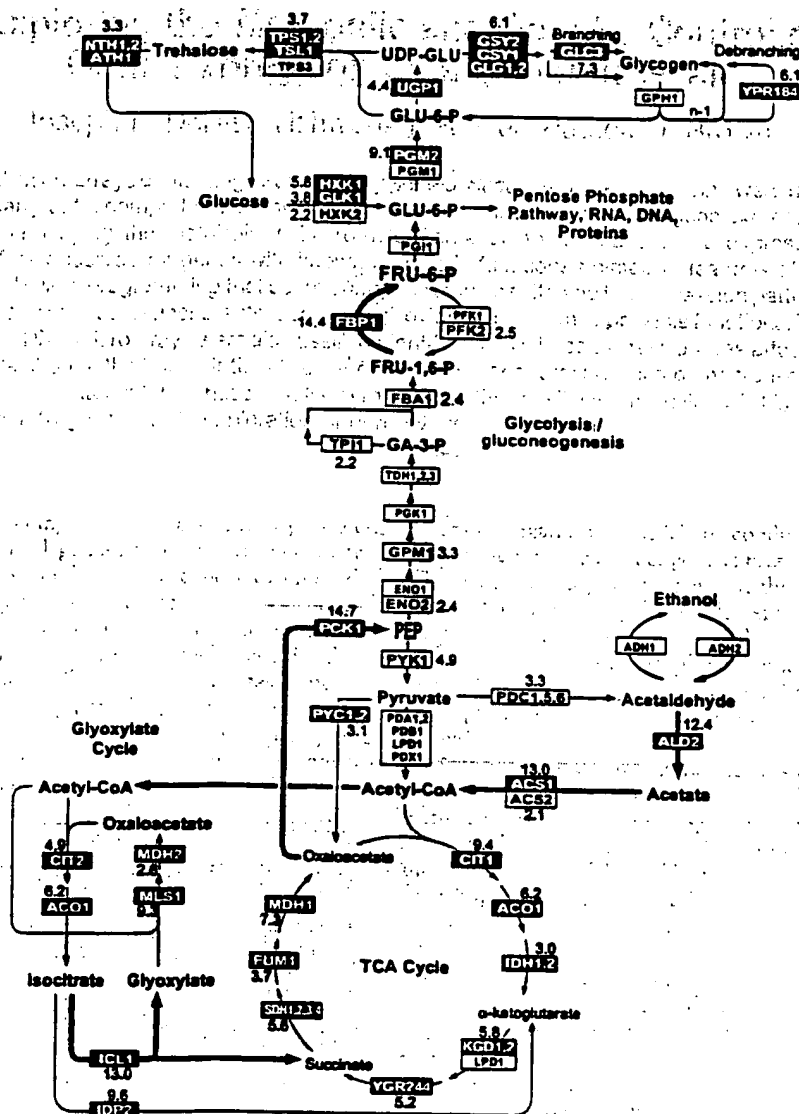 3.3
NTH1,2
ATH1
Trehalose
3.7
TPS1,2
TSL1
TPS3
UDP-GLU
6.1
GSY2
GSY1
GLG1,2
Branching
GLC3
7.3
Glycogen
Debranching
6.1
YPR184
GPH1
n-1
4.4
UGP1
GLU-6-P
9.1
PGM2
PGM1
Glucose
5.8
HXK1
3.8
GLK1
2.2
HXK2
GLU-6-P
Pentose Phosphate
Pathway, RNA, DNA,
Proteins
PGI1
FRU-6-P
14.4
FBP1
PFK1
PFK2
2.5
FRU-1,6-P
FBA1
2.4
Glycolysis/
gluconeogenesis
TPI1
2.2
GA-3-P
TDH1,2,3
PGK1
GPM1
3.3
ENO1
ENO2
2.4
14.7
PCK1
PEP
Ethanol
ADH1
ADH2
PYK1
4.9
Pyruvate
3.3
PDC1,5,6
Acetaldehyde
Glyoxylate
Cycle
PYC1,2
3.1
PDA1,2
PDB1
LPD1
PDX1
12.4
ALD2
Acetyl-CoA
Acetyl-CoA
13.0
ACS1
ACS2
2.1
Acetate
Oxaloacetate
4.9
CIT2
MDH2
Oxaloacetate
9.4
CIT1
6.2
ACO1
MLS1
MDH1
6.2
ACO1
FUM1
3.7
TCA Cycle
3.0
IDH1,2
Isocitrate
Glyoxylate
SDH1,2,3,4
α-ketoglutarate
ICL1
13.0
Succinate
KGD1,2
LPD1
YGR244
5.2
9.6
IDP2